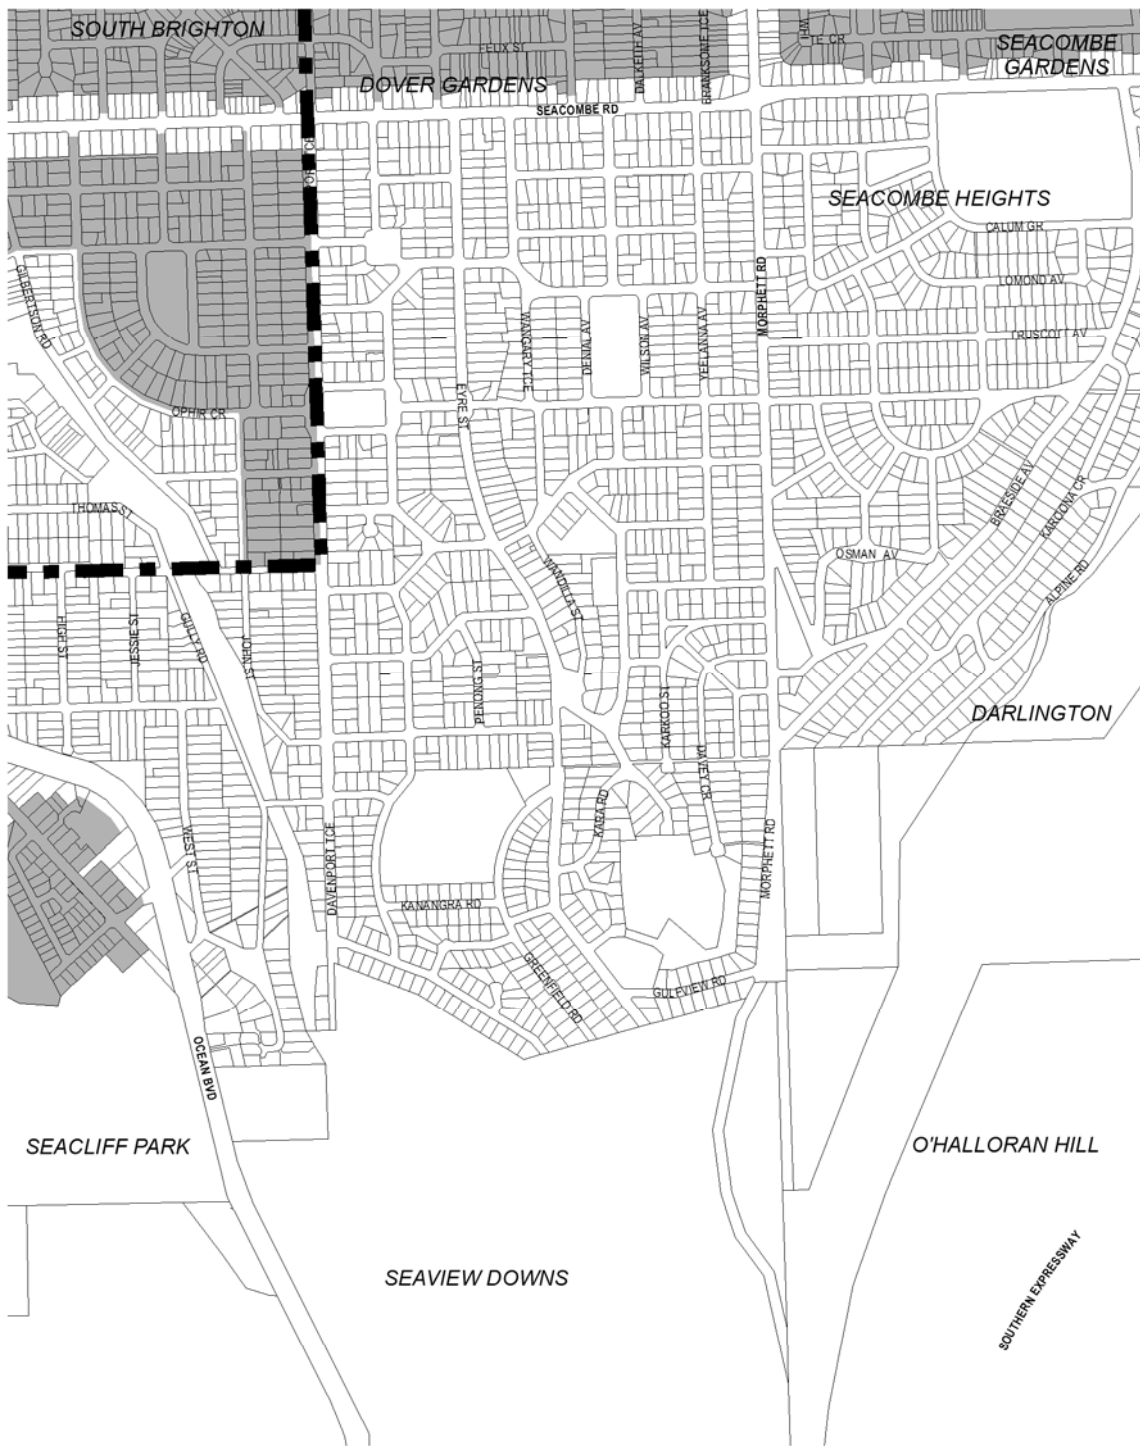 SOUTH BRIGHTON
FELIX ST
DOVER GARDENS
DALKEITH AV
BRANKSOME TCE
TE CR
SEACOMBE
GARDENS
SEACOMBE RD
SEACOMBE HEIGHTS
CALUM GR
LOMOND AV
TRUSCOTT AV
GILBERTSON RD
MORPHETT RD
WANGARY TCE
DENIAL AV
WILSON AV
YEELANNA AV
EYRE ST
OPHIR CR
THOMAS ST
BRAESIDE AV
KAROONA CR
OSMAN AV
ALPINE RD
WANDILLA ST
HIGH ST
JESSIE ST
GULLY RD
JOHN ST
PENONG ST
KARKOO ST
DAVEY CR
DARLINGTON
WEST ST
DAVENPORT TCE
KARA RD
MORPHETT RD
KANANGRA RD
GREENFIELD RD
GULFVIEW RD
OCEAN BVD
SEACLIFF PARK
O'HALLORAN HILL
SEAVIEW DOWNS
SOUTHERN EXPRESSWAY